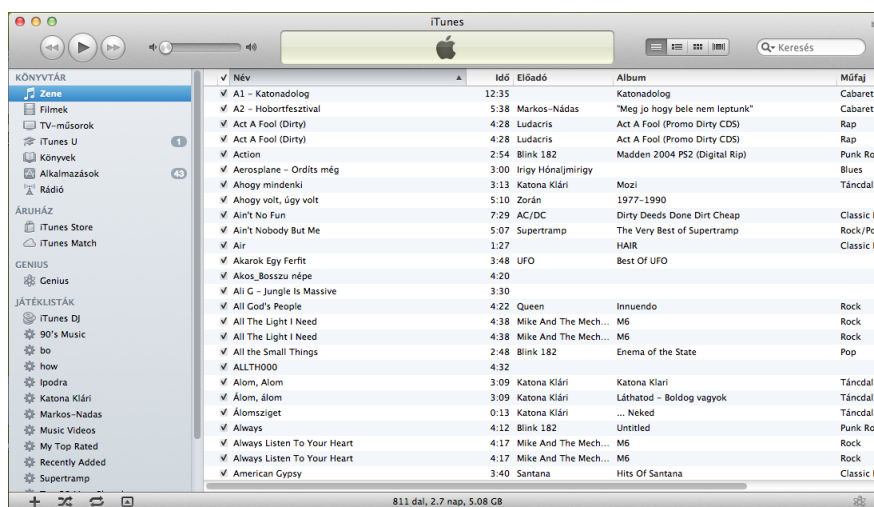 iTunes
Keresés
KÖNYVTÁR
Zene
Filmek
TV-műsorok
iTunes U 1
Könyvek
Alkalmazások 43
Rádió
ÁRUHÁZ
iTunes Store
iTunes Match
GENIUS
Genius
JÁTÉKLISTÁK
iTunes DJ
90's Music
bo
how
Ipodra
Katona Klári
Markos-Nadas
Music Videos
My Top Rated
Recently Added
Supertramp
✓ Név Idő Előadó Album Műfaj
✓ A1 - Katonadolog 12:35 Katonadolog Cabaret
✓ A2 - Hobortfesztival 5:38 Markos-Nádas "Meg jo hogy bele nem leptunk" Cabaret
✓ Act A Fool (Dirty) 4:28 Ludacris Act A Fool (Promo Dirty CDS) Rap
✓ Act A Fool (Dirty) 4:28 Ludacris Act A Fool (Promo Dirty CDS) Rap
✓ Action 2:54 Blink 182 Madden 2004 PS2 (Digital Rip) Punk Ro
✓ Aerosplane - Ordíts még 3:00 Irigy Hónaljmirigy Blues
✓ Ahogy mindenki 3:13 Katona Klári Mozi Táncdal
✓ Ahogy volt, úgy volt 5:10 Zorán 1977-1990
✓ Ain't No Fun 7:29 AC/DC Dirty Deeds Done Dirt Cheap Classic
✓ Ain't Nobody But Me 5:07 Supertramp The Very Best of Supertramp Rock/Po
✓ Air 1:27 HAIR Classic
✓ Akarok Egy Ferfit 3:48 UFO Best Of UFO
✓ Akos_Bosszu népe 4:20
✓ Ali G - Jungle Is Massive 3:30
✓ All God's People 4:22 Queen Innuendo Rock
✓ All The Light I Need 4:38 Mike And The Mech... M6 Rock
✓ All The Light I Need 4:38 Mike And The Mech... M6 Rock
✓ All the Small Things 2:48 Blink 182 Enema of the State Pop
✓ ALLTH000 4:32
✓ Alom, Alom 3:09 Katona Klári Katona Klari Táncdal
✓ Álom, álom 3:09 Katona Klári Láthatod - Boldog vagyok Táncdal
✓ Álomsziget 0:13 Katona Klári ... Neked Táncdal
✓ Always 4:12 Blink 182 Untitled Punk Ro
✓ Always Listen To Your Heart 4:17 Mike And The Mech... M6 Rock
✓ Always Listen To Your Heart 4:17 Mike And The Mech... M6 Rock
✓ American Gypsy 3:40 Santana Hits Of Santana Classic
811 dal, 2.7 nap, 5.08 GB